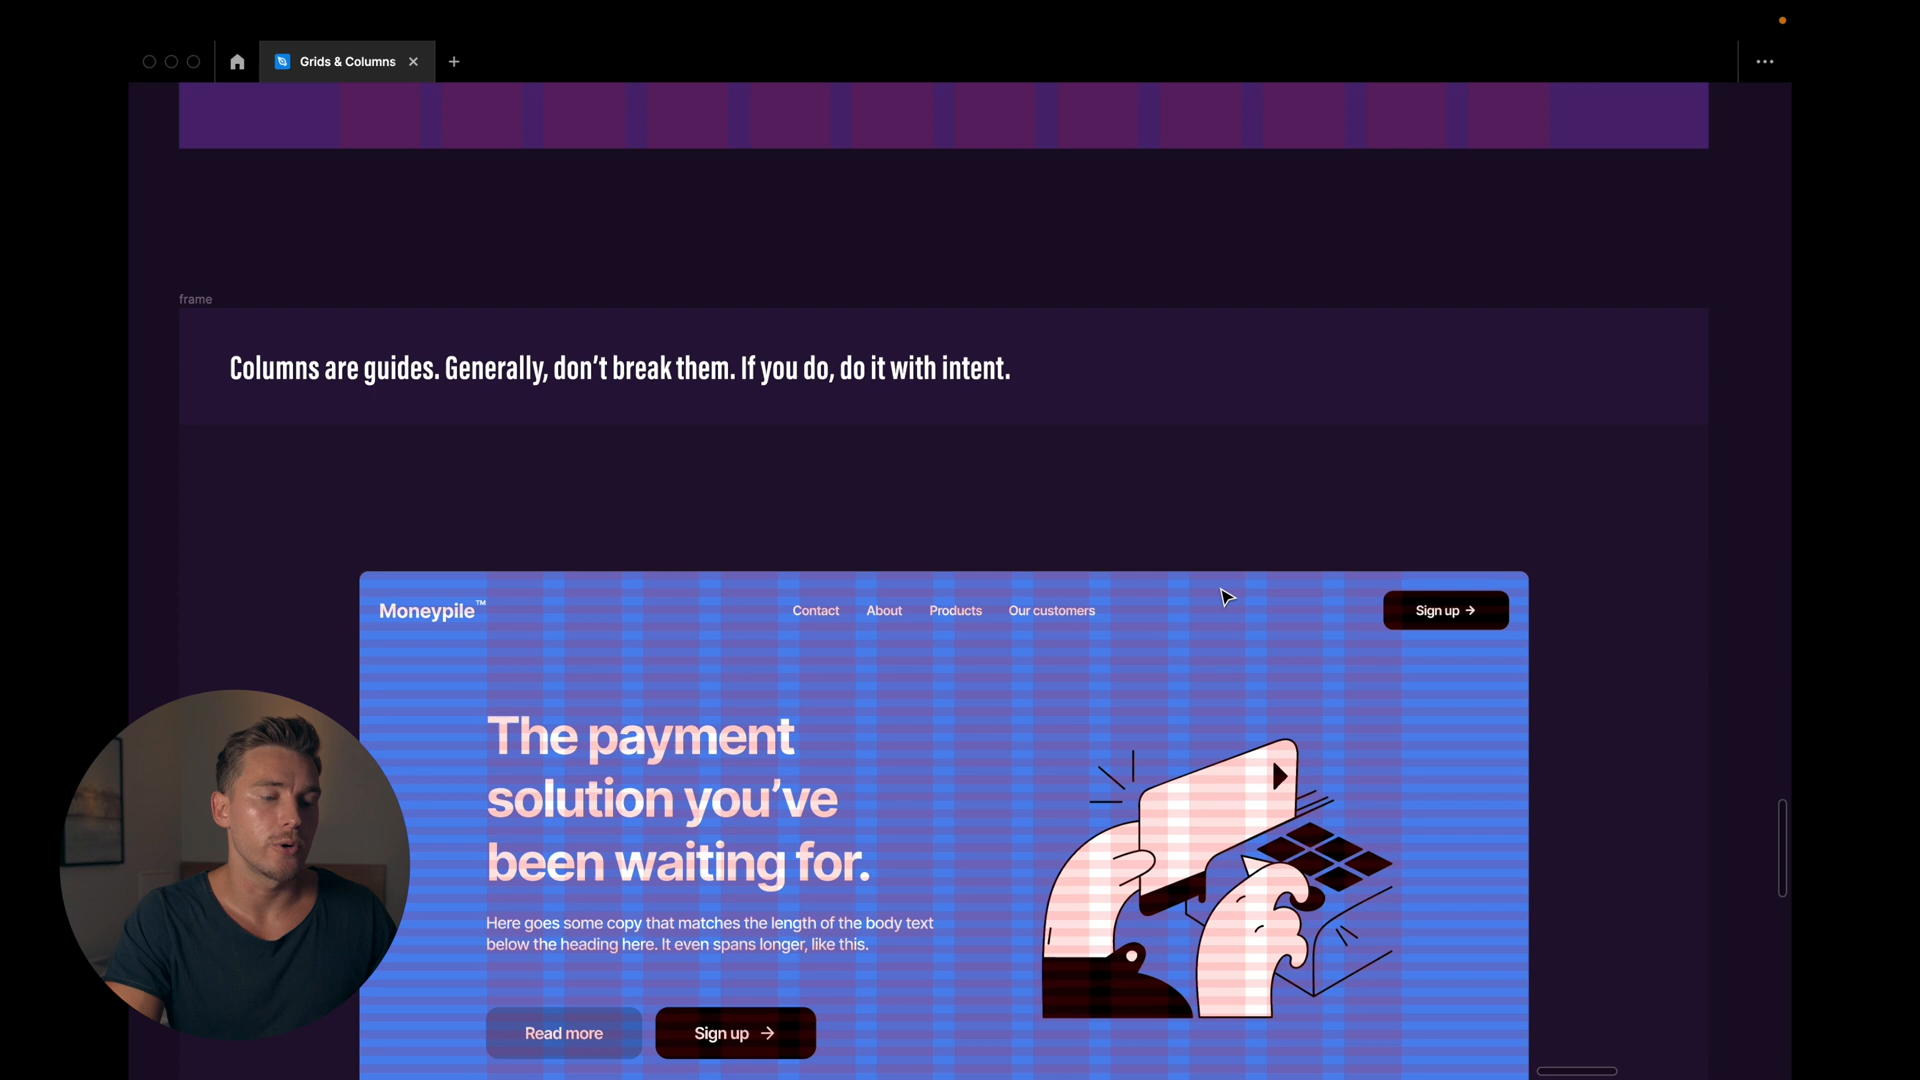 Grids & Columns
frame
Columns are guides. Generally, don’t break them. If you do, do it with intent.
Moneypile™
Contact
About
Products
Our customers
Sign up →
The payment
solution you’ve
been waiting for.
Here goes some copy that matches the length of the body text
below the heading here. It even spans longer, like this.
Read more
Sign up →